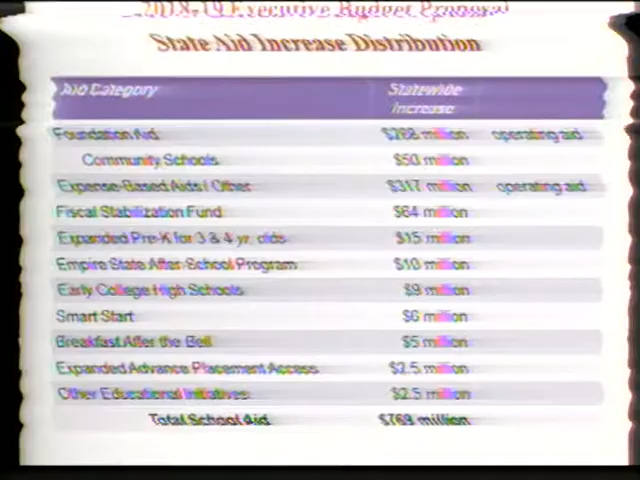 2018-19 Executive Budget Proposal
State Aid Increase Distribution
Aid Category Statewide
Increase
Foundation Aid $288 million operating aid
Community Schools $50 million
Expense-Based Aids / Other $317 million operating aid
Fiscal Stabilization Fund $64 million
Expanded Pre-K for 3 & 4 yr. olds $15 million
Empire State After-School Program $10 million
Early College High Schools $9 million
Smart Start $6 million
Breakfast After the Bell $5 million
Expanded Advance Placement Access $2.5 million
Other Educational Initiatives $2.5 million
Total School Aid $769 million